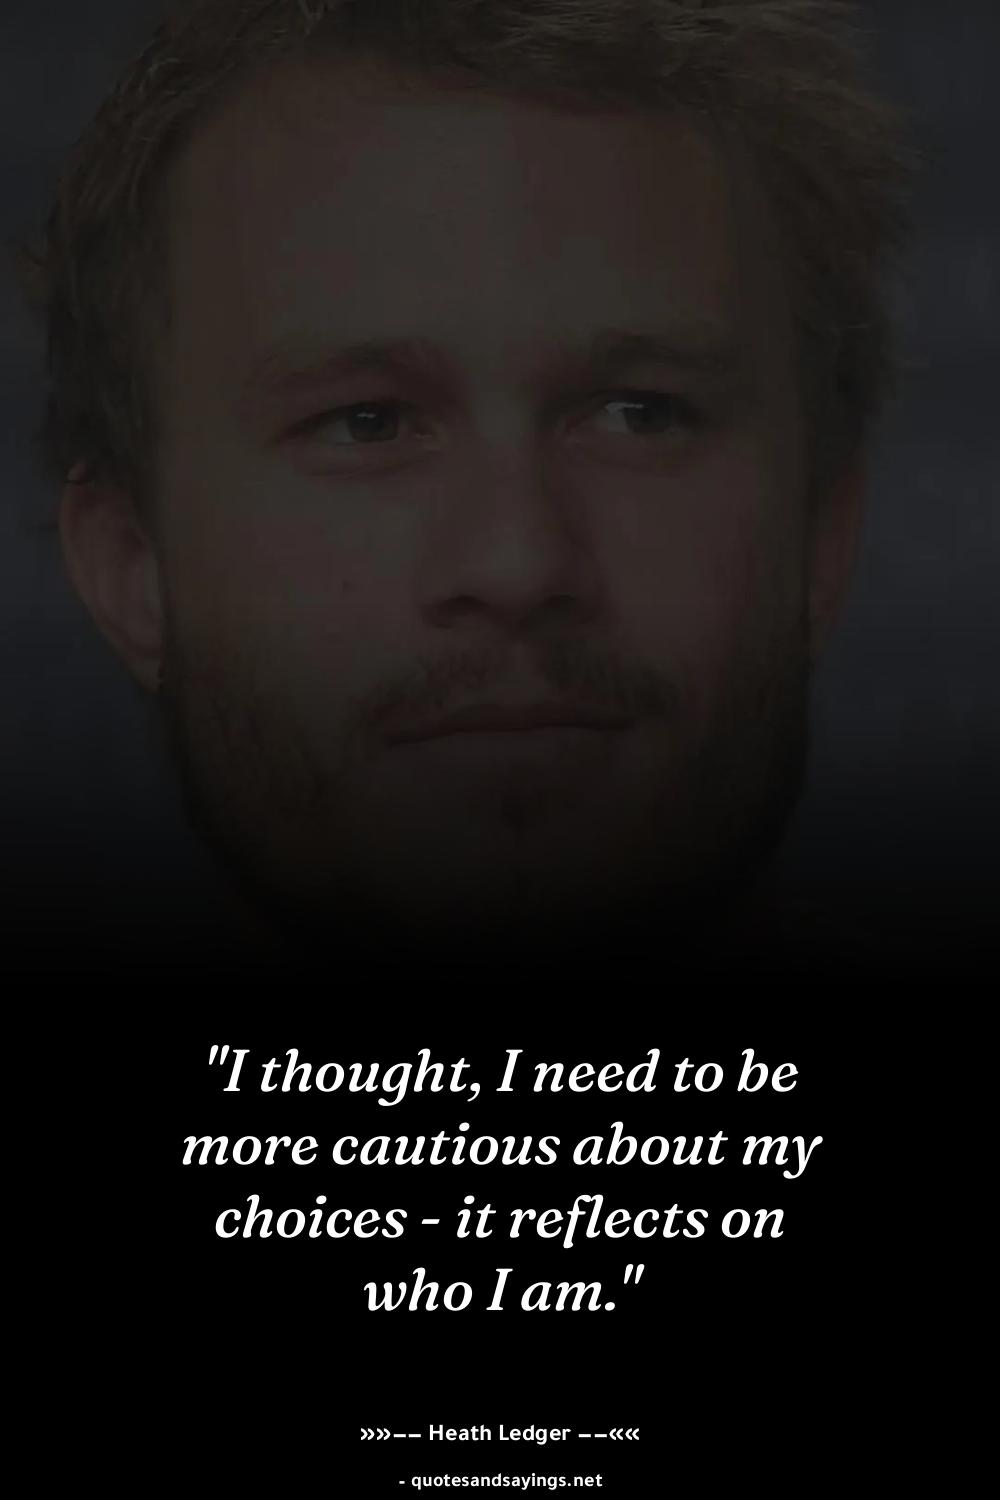 "I thought, I need to be
more cautious about my
choices - it reflects on
who I am."
»»−− Heath Ledger −−««
- quotesandsayings.net